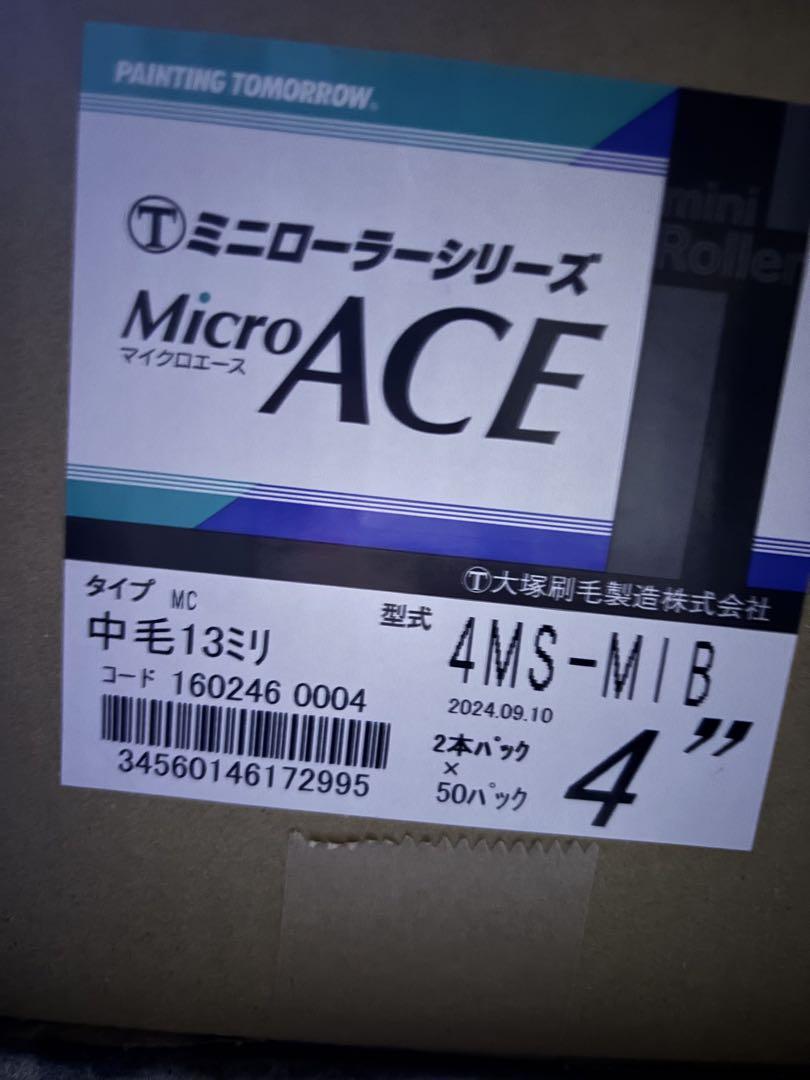 PAINTING TOMORROW.
mini
Roller
Ⓣミニローラーシリーズ
Micro ACE
マイクロエース
Ⓣ大塚刷毛製造株式会社
タイプ MC
中毛13ミリ
コード 160246 0004
34560146172995
型式 4MS-MIB
2024.09.10
2本パック
×
50パック
4”